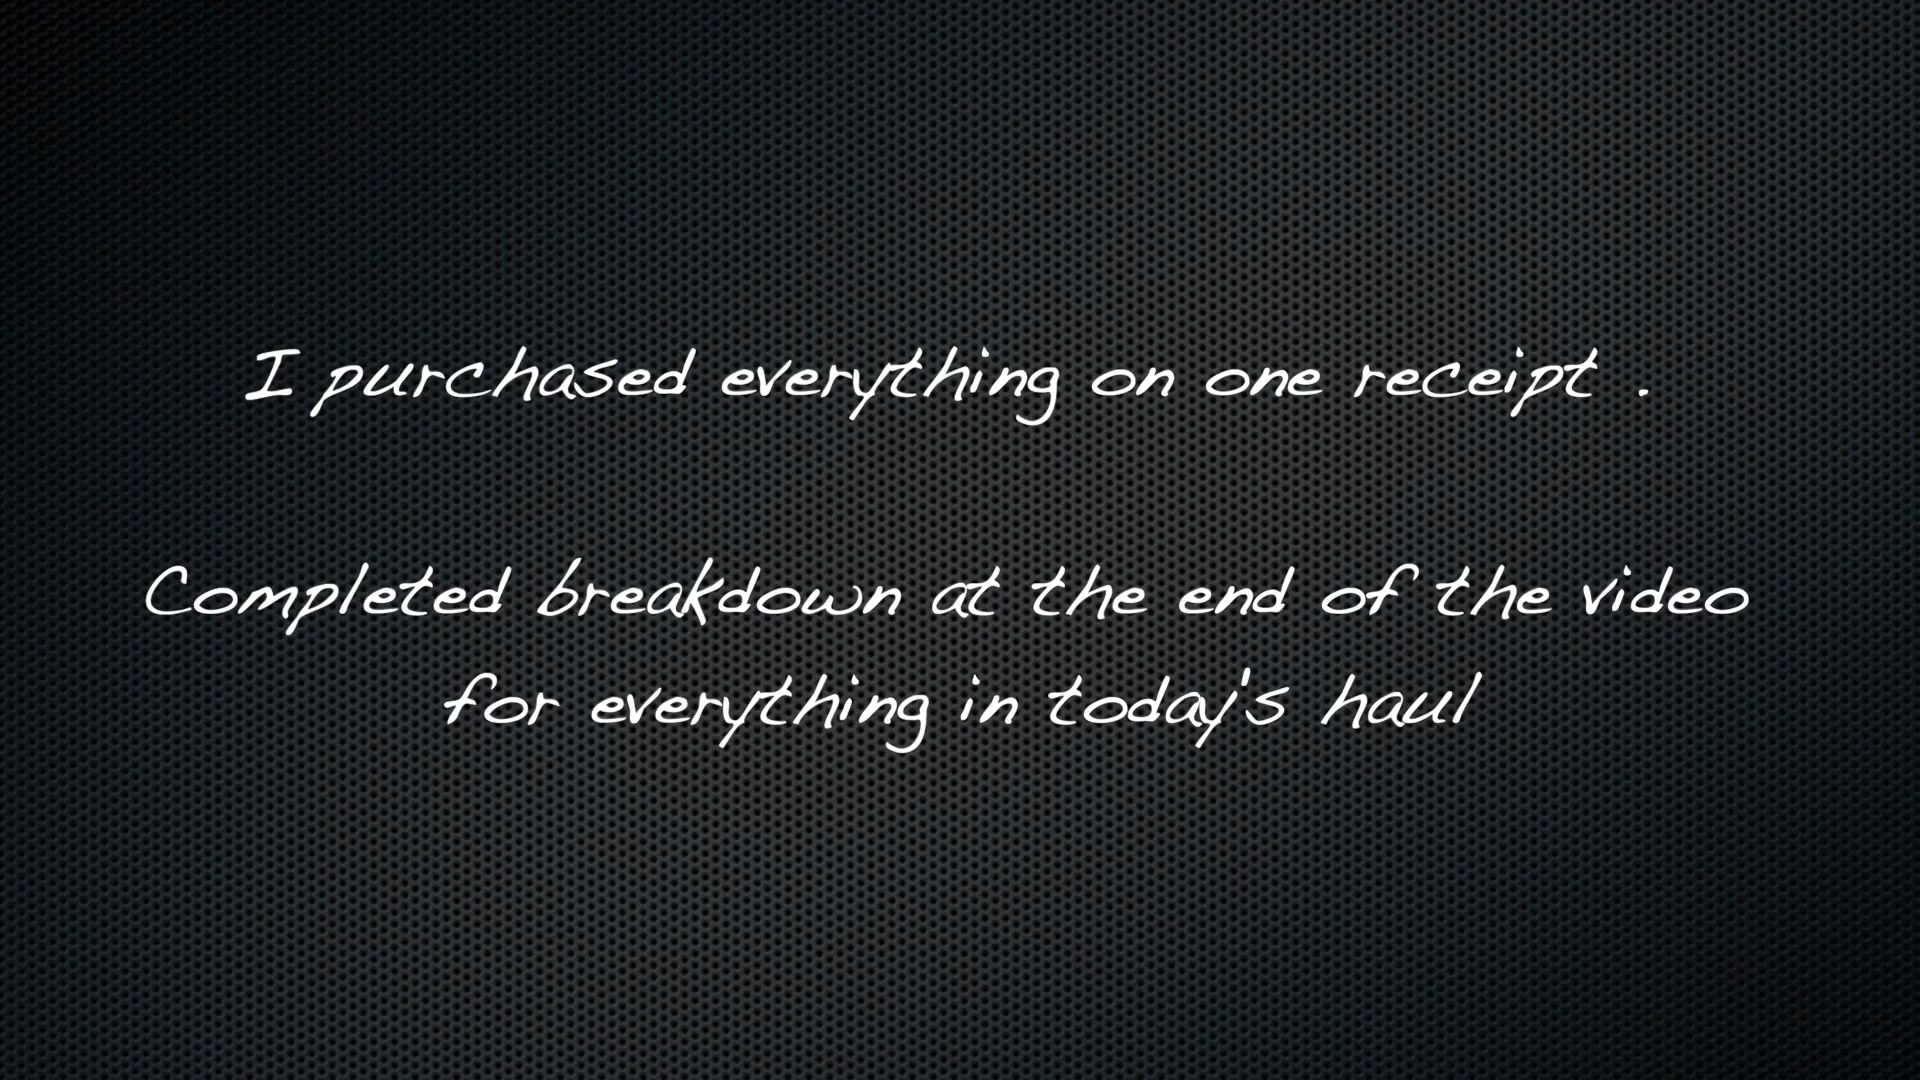 I purchased everything on one receipt .
Completed breakdown at the end of the video
for everything in today's haul